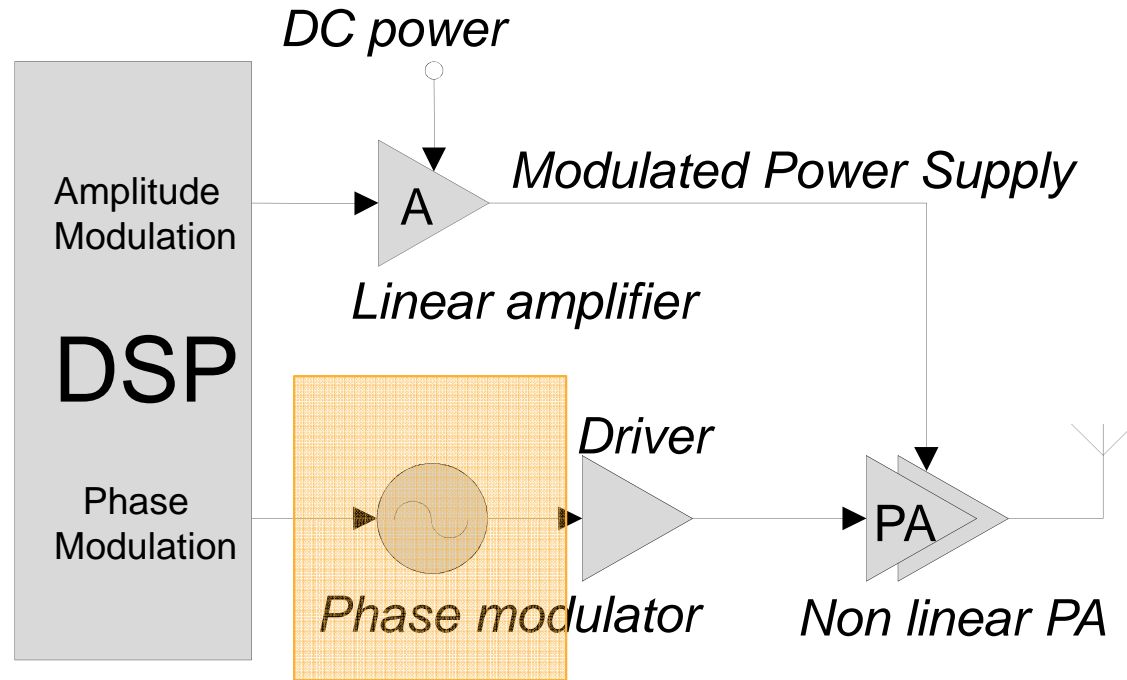 DC power
Amplitude
Modulation
A
Modulated Power Supply
Linear amplifier
DSP
Driver
Phase
Modulation
PA
Phase modulator
Non linear PA